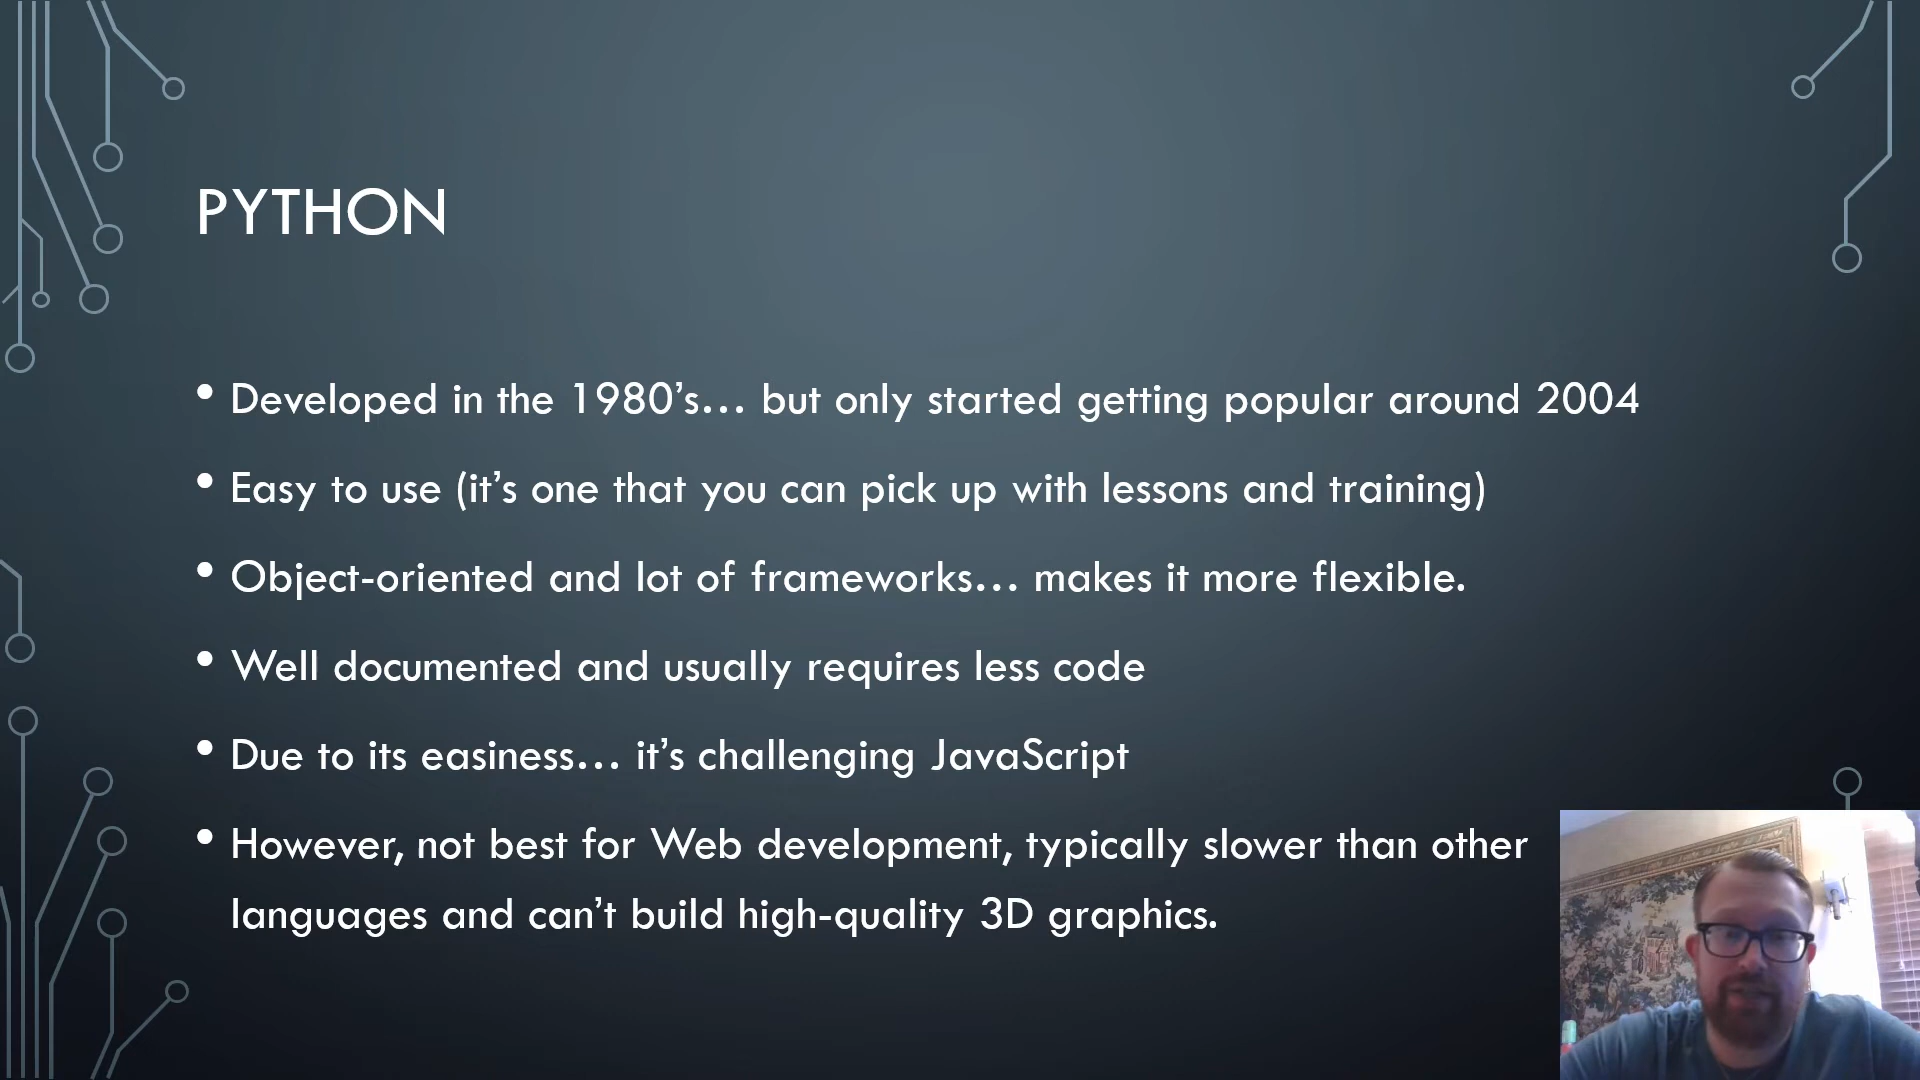 PYTHON
• Developed in the 1980’s... but only started getting popular around 2004
• Easy to use (it’s one that you can pick up with lessons and training)
• Object-oriented and lot of frameworks... makes it more flexible.
• Well documented and usually requires less code
• Due to its easiness... it’s challenging JavaScript
• However, not best for Web development, typically slower than other
languages and can’t build high-quality 3D graphics.